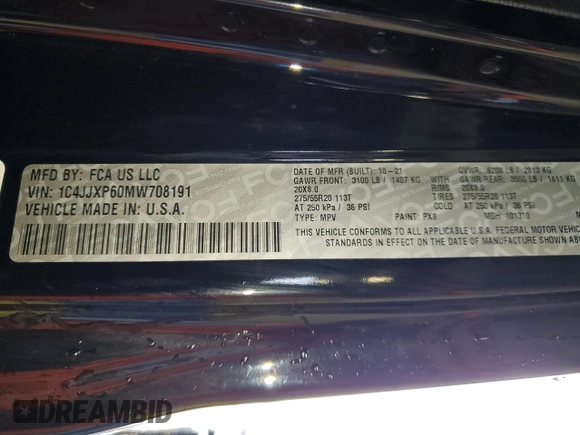 MFD BY: FCA US LLC
VIN: 1C4JJXP60MW708191
VEHICLE MADE IN: U.S.A.
DATE OF MFR (BUILT): 10-21 GVWR: 6200 LB / 2813 KG
GAWR FRONT: 3100 LB / 1407 KG GAWR REAR: 3550 LB / 1611 KG
20X8.0 RIMS 20X8.0
275/55R20 113T TIRES 275/55R20 113T
AT 250 kPa / 36 PSI COLD AT 250 kPa / 36 PSI
TYPE: MPV PAINT: PX8 MDH: 101310
THIS VEHICLE CONFORMS TO ALL APPLICABLE U.S.A. FEDERAL MOTOR VEHICLE
STANDARDS IN EFFECT ON THE DATE OF MANUFACTURE SHOWN
DREAMBID